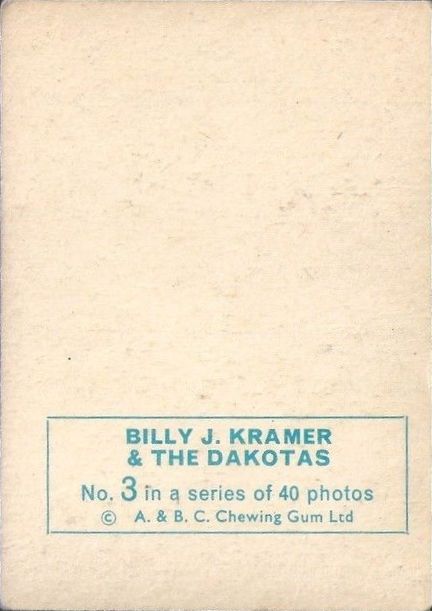 BILLY J. KRAMER
& THE DAKOTAS
No. 3 in a series of 40 photos
© A. & B. C. Chewing Gum Ltd